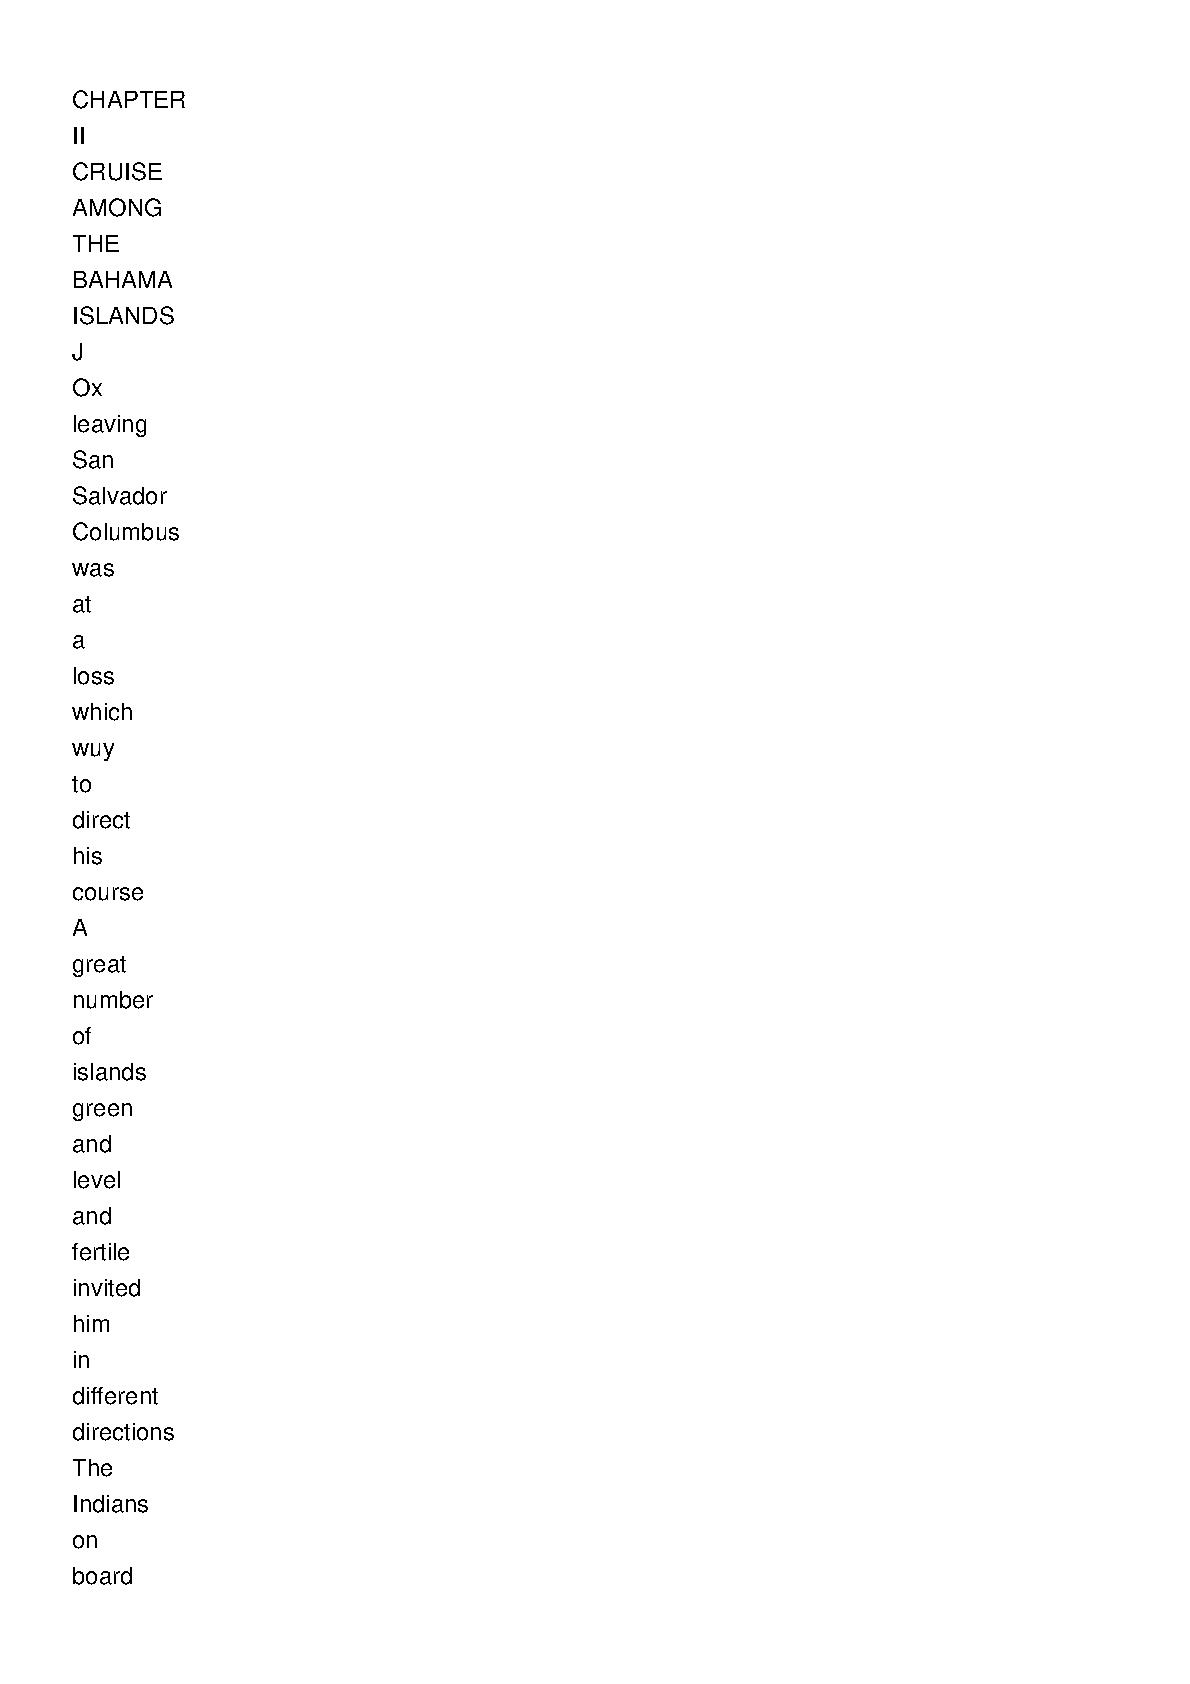 CHAPTER
II
CRUISE
AMONG
THE
BAHAMA
ISLANDS
J
Ox
leaving
San
Salvador
Columbus
was
at
a
loss
which
wuy
to
direct
his
course
A
great
number
of
islands
green
and
level
and
fertile
invited
him
in
different
directions
The
Indians
on
board